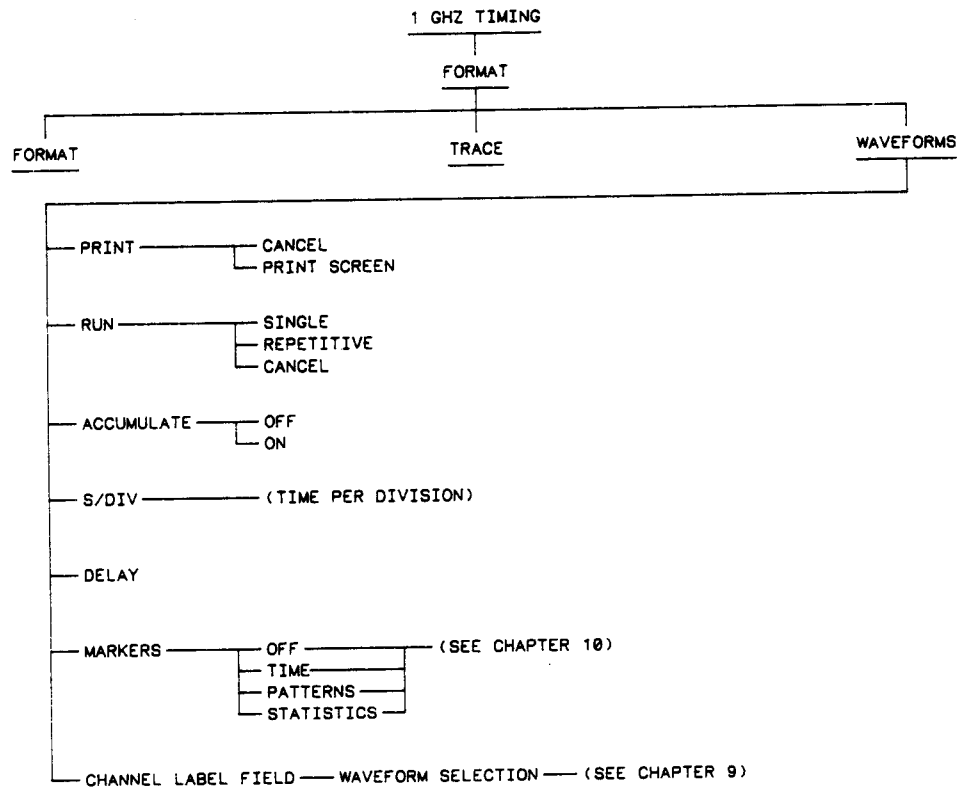 1 GHZ TIMING
FORMAT
FORMAT
TRACE
WAVEFORMS
PRINT
CANCEL
PRINT SCREEN
RUN
SINGLE
REPETITIVE
CANCEL
ACCUMULATE
OFF
ON
S/DIV
(TIME PER DIVISION)
DELAY
MARKERS
OFF
(SEE CHAPTER 10)
TIME
PATTERNS
STATISTICS
CHANNEL LABEL FIELD
WAVEFORM SELECTION
(SEE CHAPTER 9)